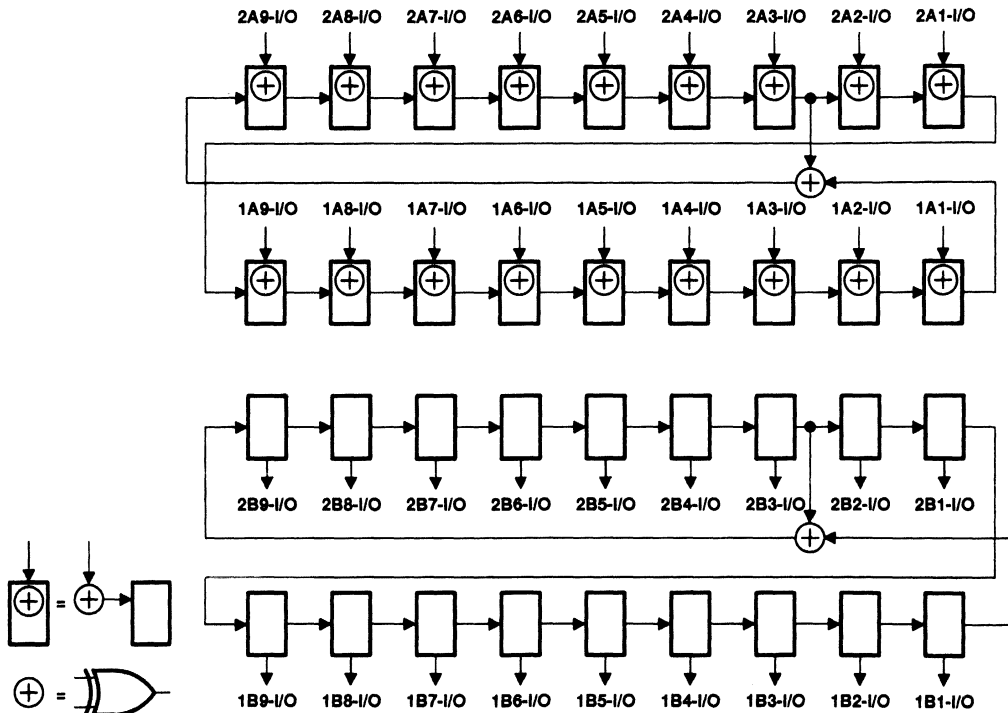 2A9-I/O 2A8-I/O 2A7-I/O 2A6-I/O 2A5-I/O 2A4-I/O 2A3-I/O 2A2-I/O 2A1-I/O
1A9-I/O 1A8-I/O 1A7-I/O 1A6-I/O 1A5-I/O 1A4-I/O 1A3-I/O 1A2-I/O 1A1-I/O
2B9-I/O 2B8-I/O 2B7-I/O 2B6-I/O 2B5-I/O 2B4-I/O 2B3-I/O 2B2-I/O 2B1-I/O
=
=
1B9-I/O 1B8-I/O 1B7-I/O 1B6-I/O 1B5-I/O 1B4-I/O 1B3-I/O 1B2-I/O 1B1-I/O